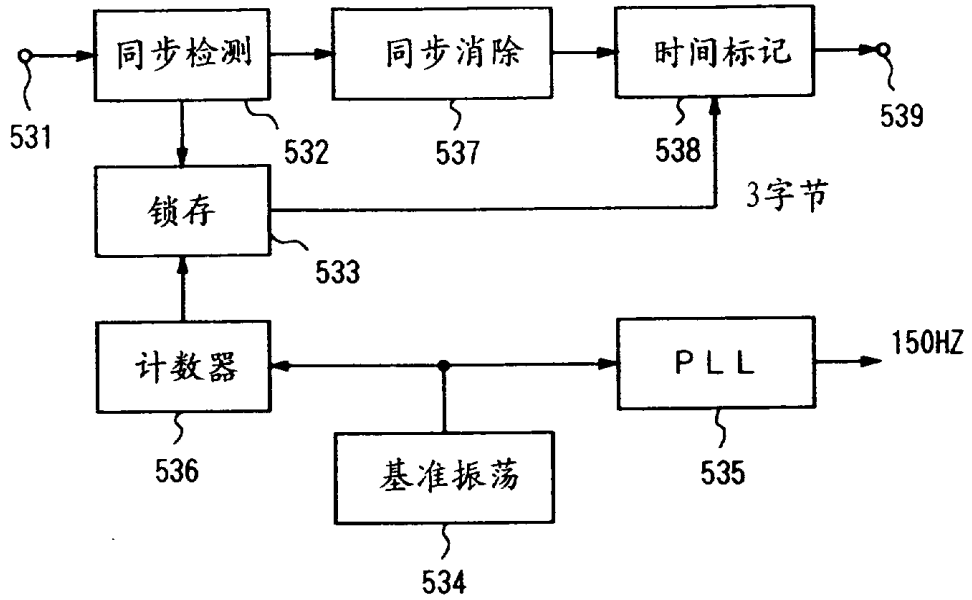 同步检测
同步消除
时间标记
531
532
537
538
539
锁存
3字节
533
计数器
PLL
150HZ
536
535
基准振荡
534